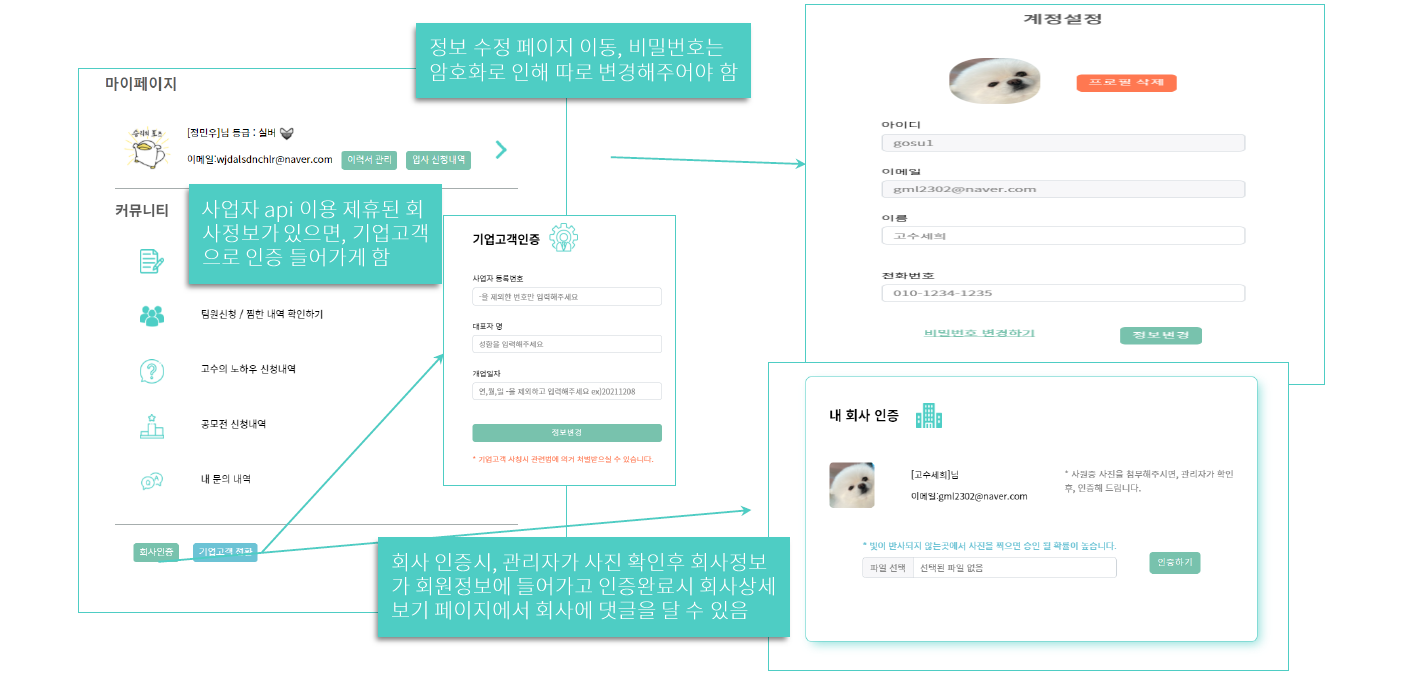 정보 수정 페이지 이동, 비밀번호는
암호화로 인해 따로 변경해주어야 함
마이페이지
[정민우]님 등급 : 실버
이메일:wjdalsdnchlr@naver.com
이력서 관리
입사 신청내역
커뮤니티
사업자 api 이용 제휴된 회
사정보가 있으면, 기업고객
으로 인증 들어가게 함
팀원신청 / 찜한 내역 확인하기
고수의 노하우 신청내역
공모전 신청내역
내 문의 내역
회사인증
기업고객 전환
기업고객인증
사업자 등록번호
-을 제외한 번호만 입력해주세요
대표자 명
성함을 입력해주세요
개업일자
연,월,일 -을 제외하고 입력해주세요 ex)20211208
정보변경
* 기업고객 사칭시 관련법에 의거 처벌받으실 수 있습니다.
회사 인증시, 관리자가 사진 확인후 회사정보
가 회원정보에 들어가고 인증완료시 회사상세
보기 페이지에서 회사에 댓글을 달 수 있음
계정설정
프로필 삭제
아이디
gosu1
이메일
gml2302@naver.com
이름
고수세희
전화번호
010-1234-1235
비밀번호 변경하기
정보변경
내 회사 인증
[고수세희]님
이메일:gml2302@naver.com
* 사원증 사진을 첨부해주시면, 관리자가 확인
후, 인증해 드립니다.
* 빛이 반사되지 않는곳에서 사진을 찍으면 승인 될 확률이 높습니다.
파일 선택
선택된 파일 없음
인증하기